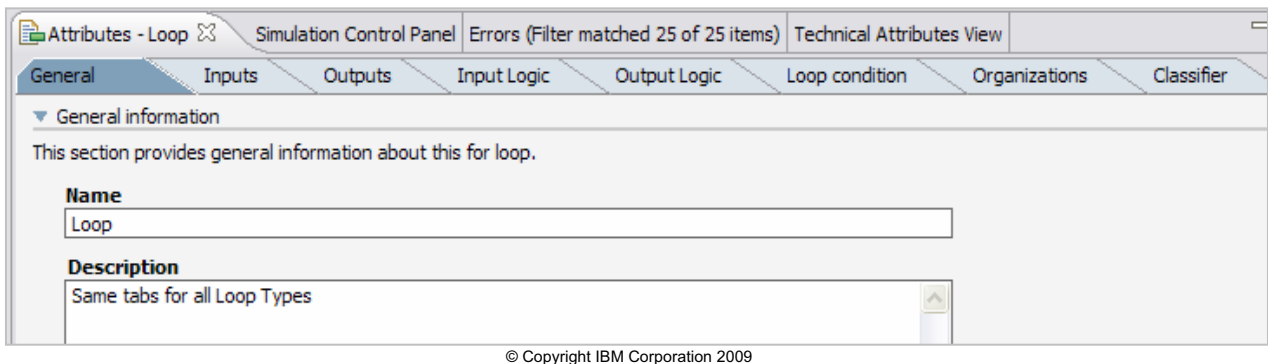 Attributes - Loop Simulation Control Panel Errors (Filter matched 25 of 25 items) Technical Attributes View
General Inputs Outputs Input Logic Output Logic Loop condition Organizations Classifier
General information
This section provides general information about this for loop.
Name
Loop
Description
Same tabs for all Loop Types
© Copyright IBM Corporation 2009